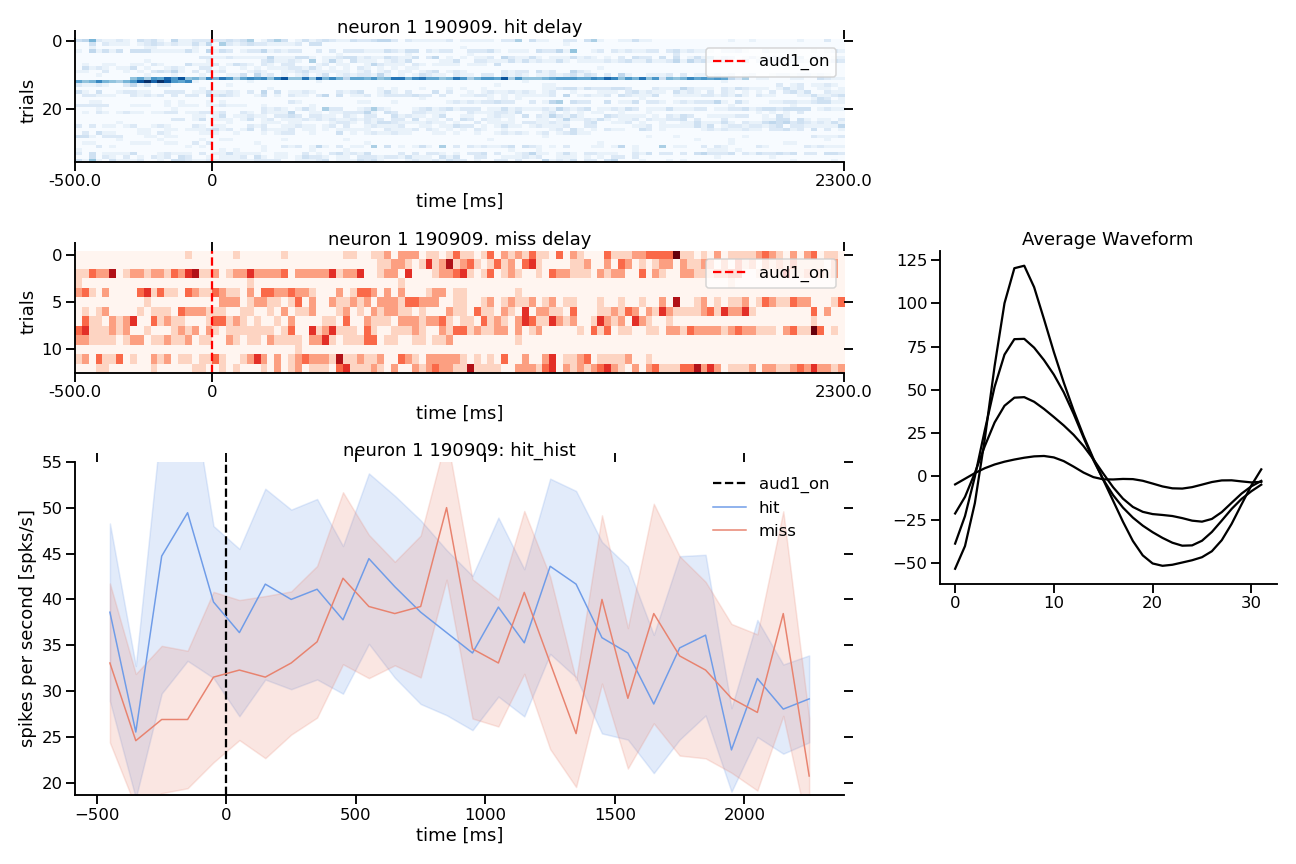 neuron 1 190909. hit delay
0
20
trials
aud1_on
-500.0
0
2300.0
time [ms]
neuron 1 190909. miss delay
0
5
10
trials
aud1_on
-500.0
0
2300.0
time [ms]
neuron 1 190909: hit_hist
55
50
45
40
35
30
25
20
spikes per second [spks/s]
aud1_on
hit
miss
−500
0
500
1000
1500
2000
time [ms]
Average Waveform
125
100
75
50
25
0
−25
−50
0
10
20
30